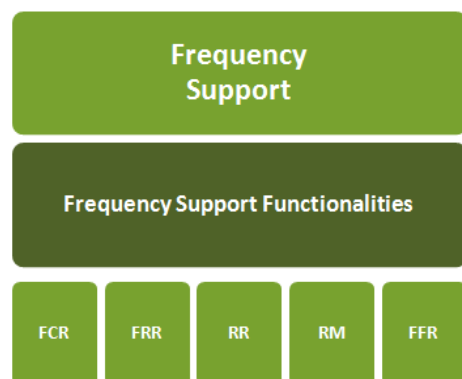 Frequency
Support
Frequency Support Functionalities
FCR FRR RR RM FFR